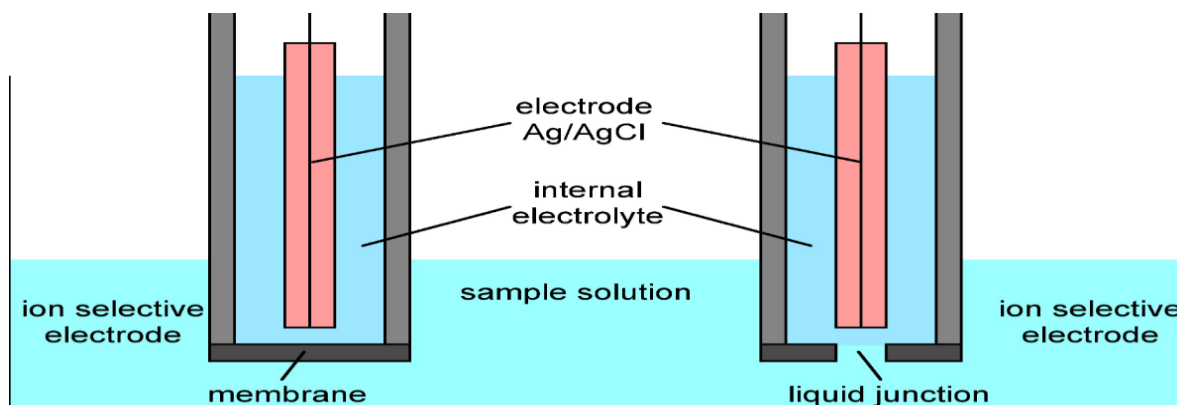 electrode
Ag/AgCl
internal
electrolyte
sample solution
ion selective
electrode
ion selective
electrode
membrane
liquid junction